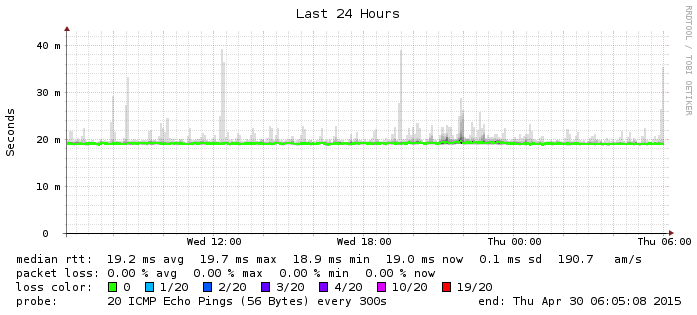 Last 24 Hours
RRDTOOL / TOBI OETIKER
Seconds
40 m
30 m
20 m
10 m
0
Wed 12:00 Wed 18:00 Thu 00:00 Thu 06:00
median rtt: 19.2 ms avg 19.7 ms max 18.9 ms min 19.0 ms now 0.1 ms sd 190.7 am/s
packet loss: 0.00 % avg 0.00 % max 0.00 % min 0.00 % now
loss color: 0 1/20 2/20 3/20 4/20 10/20 19/20
probe: 20 ICMP Echo Pings (56 Bytes) every 300s end: Thu Apr 30 06:05:08 2015